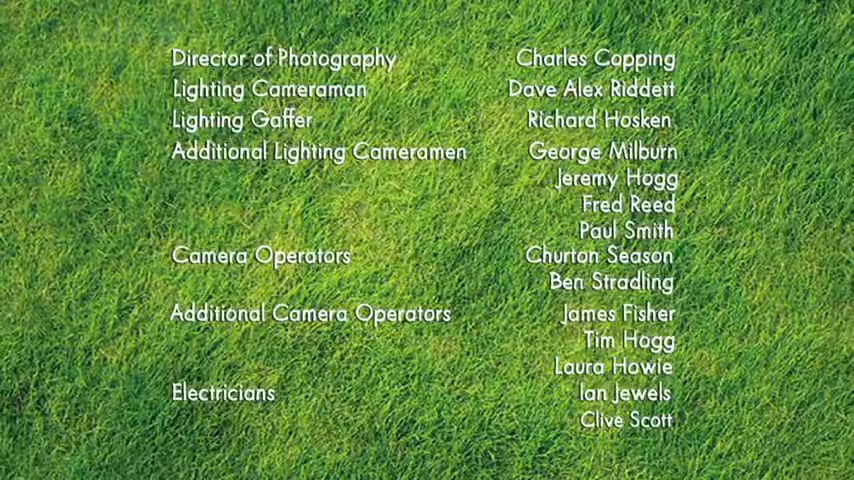 Director of Photography Charles Copping
Lighting Cameraman Dave Alex Riddett
Lighting Gaffer Richard Hosken
Additional Lighting Cameramen George Milburn
Jeremy Hogg
Fred Reed
Paul Smith
Camera Operators Churton Season
Ben Stradling
Additional Camera Operators James Fisher
Tim Hogg
Laura Howie
Electricians Ian Jewels
Clive Scott